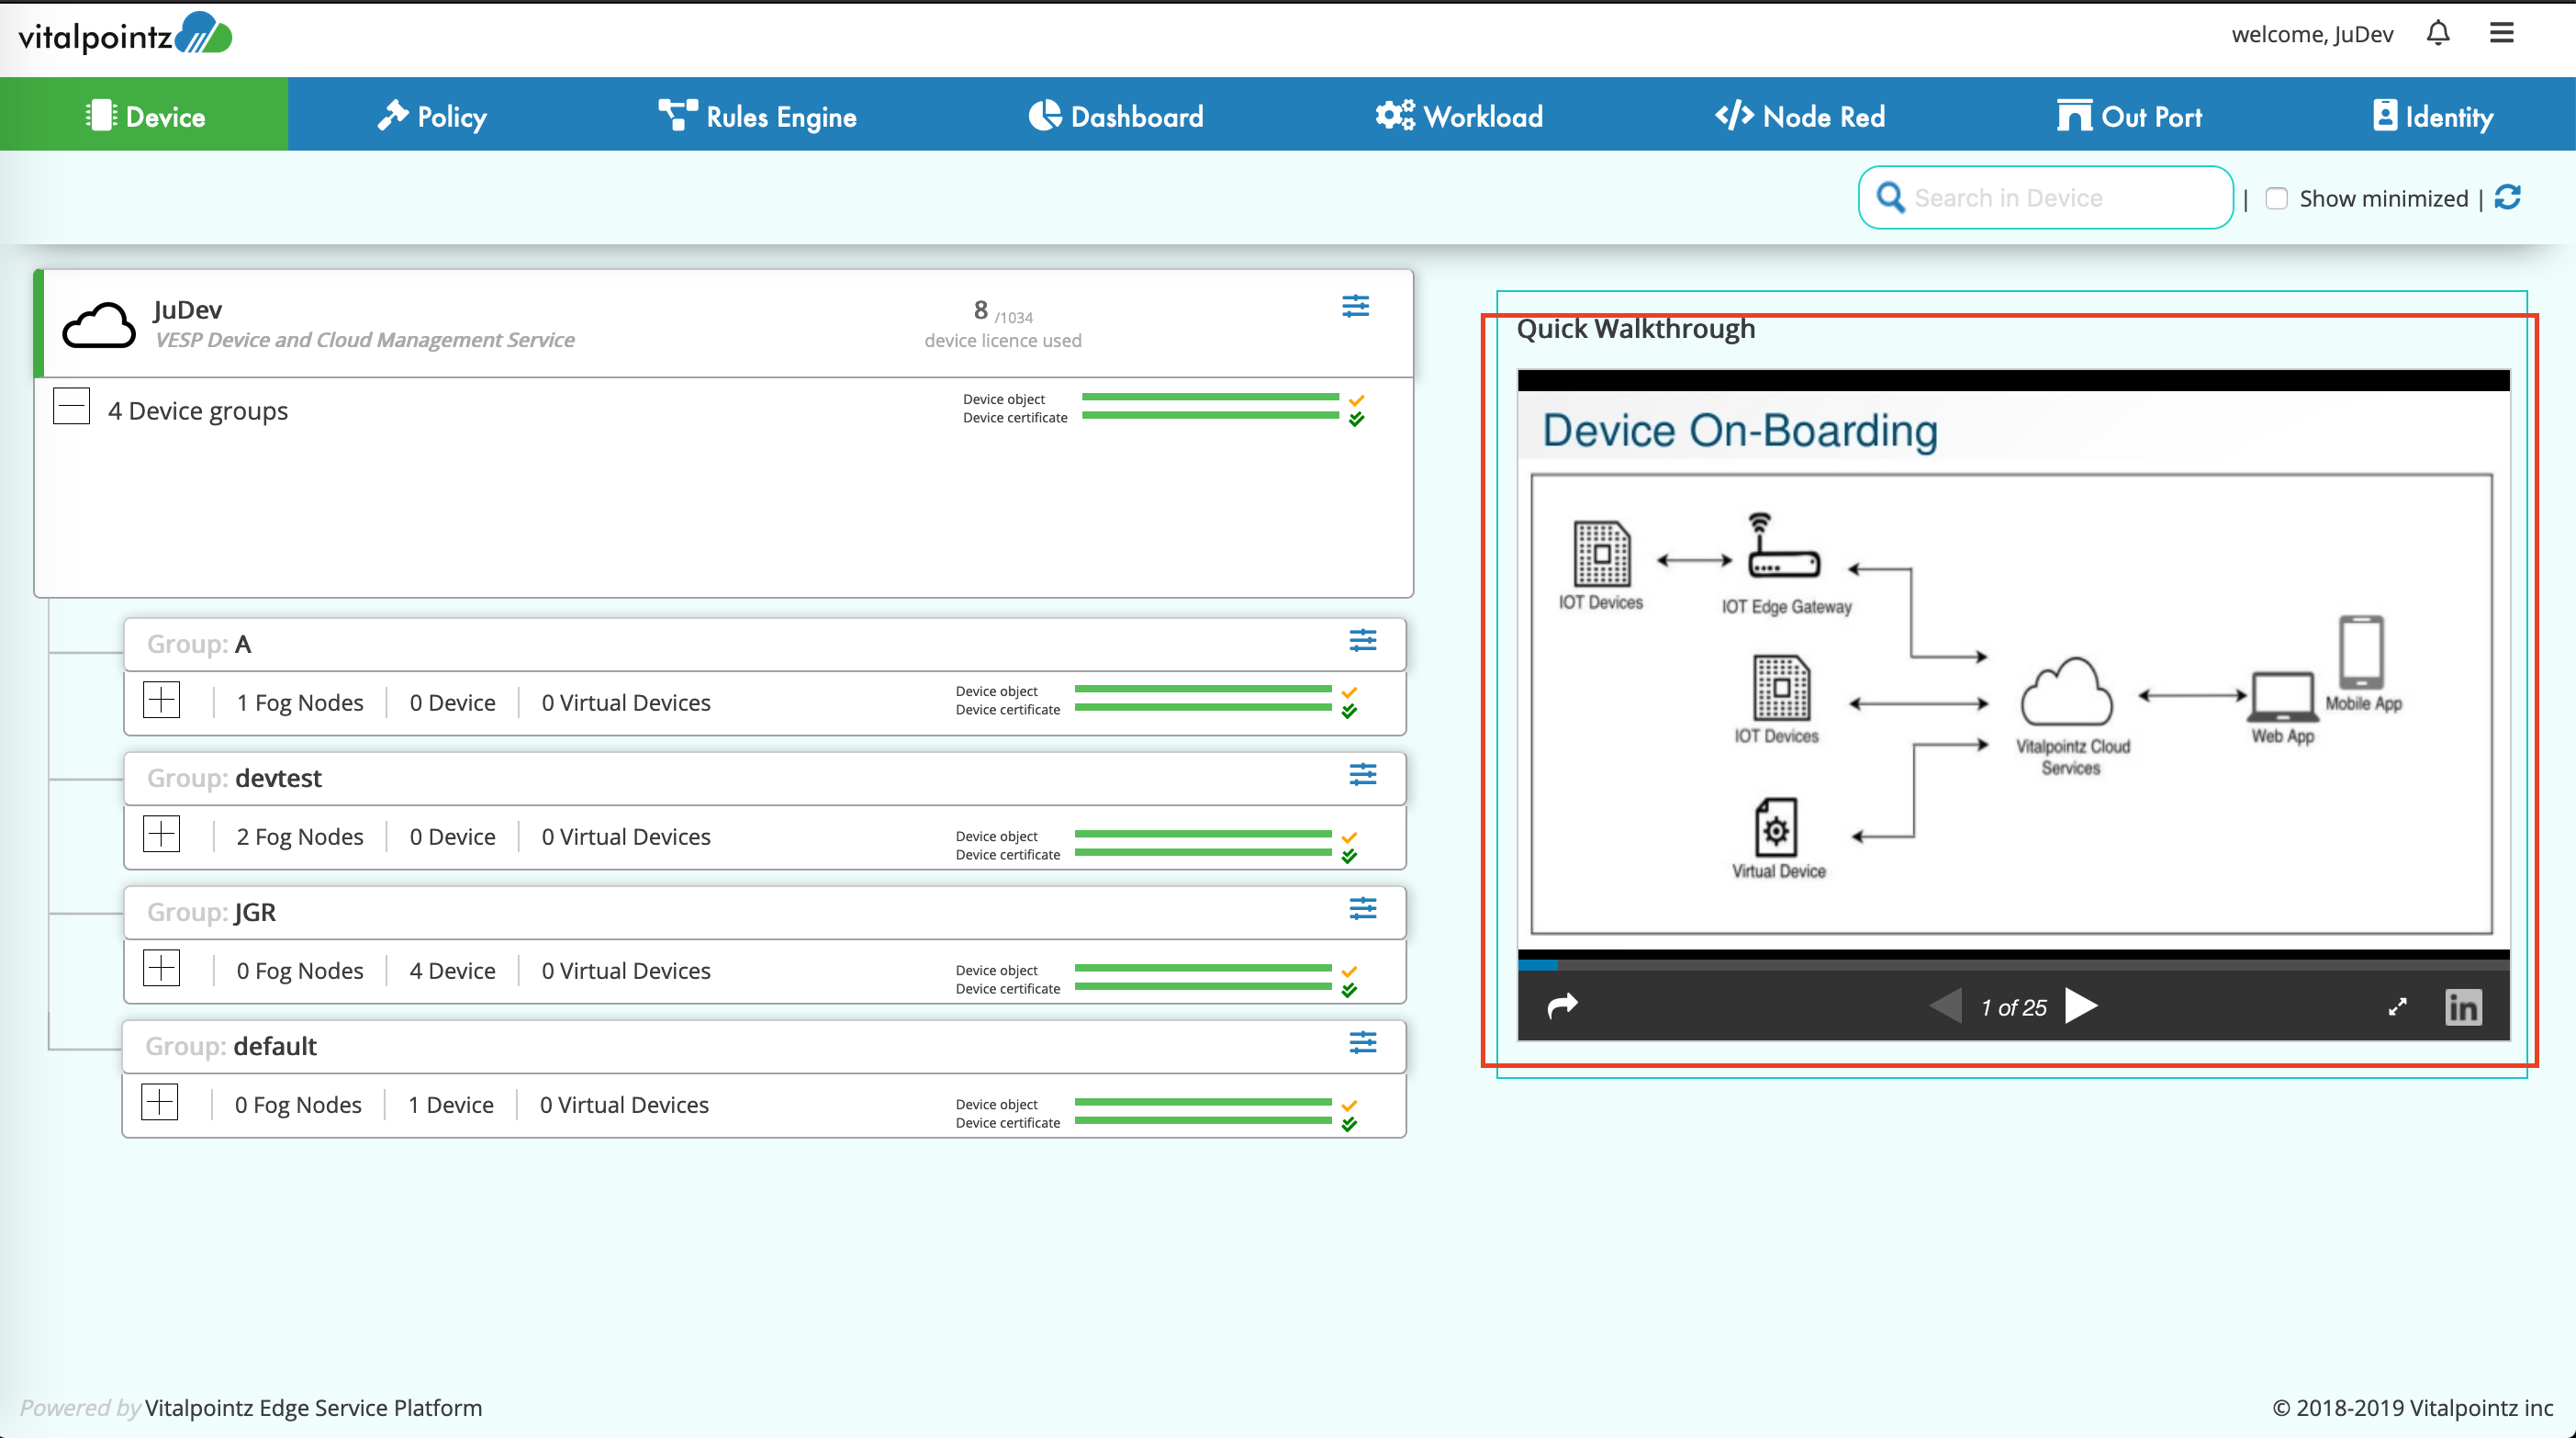 vitalpointz
welcome, JuDev
Device
Policy
Rules Engine
Dashboard
Workload
Node Red
Out Port
Identity
Search in Device
| Show minimized |
JuDev
VESP Device and Cloud Management Service
8 /1034
device licence used
4 Device groups
Device object
Device certificate
Group: A
1 Fog Nodes
0 Device
0 Virtual Devices
Device object
Device certificate
Group: devtest
2 Fog Nodes
0 Device
0 Virtual Devices
Device object
Device certificate
Group: JGR
0 Fog Nodes
4 Device
0 Virtual Devices
Device object
Device certificate
Group: default
0 Fog Nodes
1 Device
0 Virtual Devices
Device object
Device certificate
Quick Walkthrough
Device On-Boarding
IOT Devices
IOT Edge Gateway
IOT Devices
Vitalpointz Cloud
Services
Web App
Mobile App
Virtual Device
1 of 25
in
Powered by Vitalpointz Edge Service Platform
© 2018-2019 Vitalpointz inc